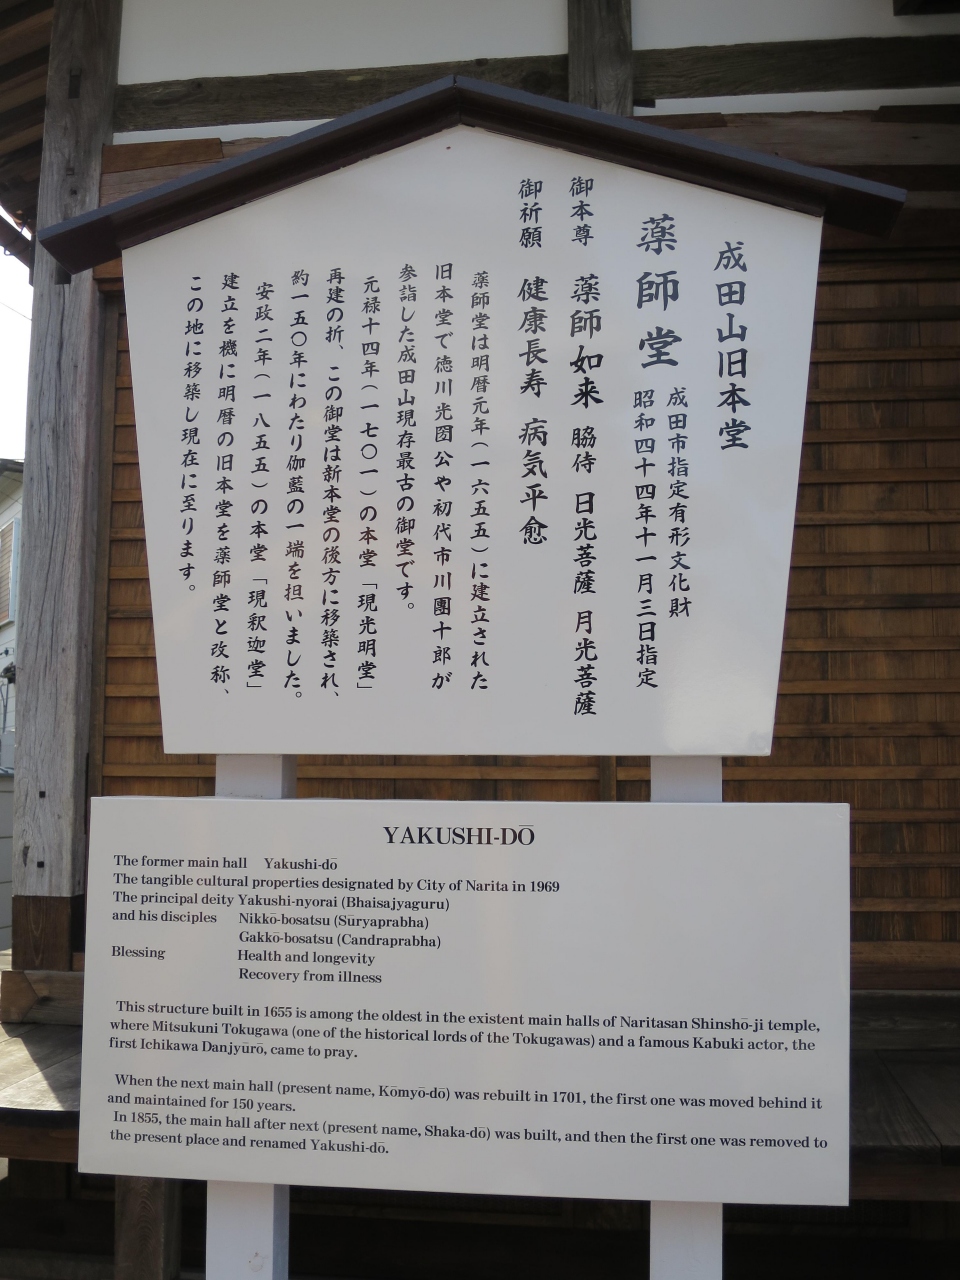 成田山旧本堂
薬師堂
成田市指定有形文化財
昭和四十四年十一月三日指定
御本尊 薬師如来 脇侍 日光菩薩 月光菩薩
御祈願 健康長寿 病気平愈
薬師堂は明暦元年(一六五五)に建立された
旧本堂で徳川光圀公や初代市川團十郎が
参詣した成田山現存最古の御堂です。
元禄十四年(一七〇一)の本堂「現光明堂」
再建の折、この御堂は新本堂の後方に移築され、
約一五〇年にわたり伽藍の一端を担いました。
安政二年(一八五五)の本堂「現釈迦堂」
建立を機に明暦の旧本堂を薬師堂と改称、
この地に移築し現在に至ります。
YAKUSHI-DŌ
The former main hall Yakushi-dō
The tangible cultural properties designated by City of Narita in 1969
The principal deity Yakushi-nyorai (Bhaisajyaguru)
and his disciples Nikkō-bosatsu (Sūryaprabha)
Gakkō-bosatsu (Candraprabha)
Blessing Health and longevity
Recovery from illness
This structure built in 1655 is among the oldest in the existent main halls of Naritasan Shinshō-ji temple,
where Mitsukuni Tokugawa (one of the historical lords of the Tokugawas) and a famous Kabuki actor, the
first Ichikawa Danjyūrō, came to pray.
When the next main hall (present name, Kōmyō-dō) was rebuilt in 1701, the first one was moved behind it
and maintained for 150 years.
In 1855, the main hall after next (present name, Shaka-dō) was built, and then the first one was removed to
the present place and renamed Yakushi-dō.